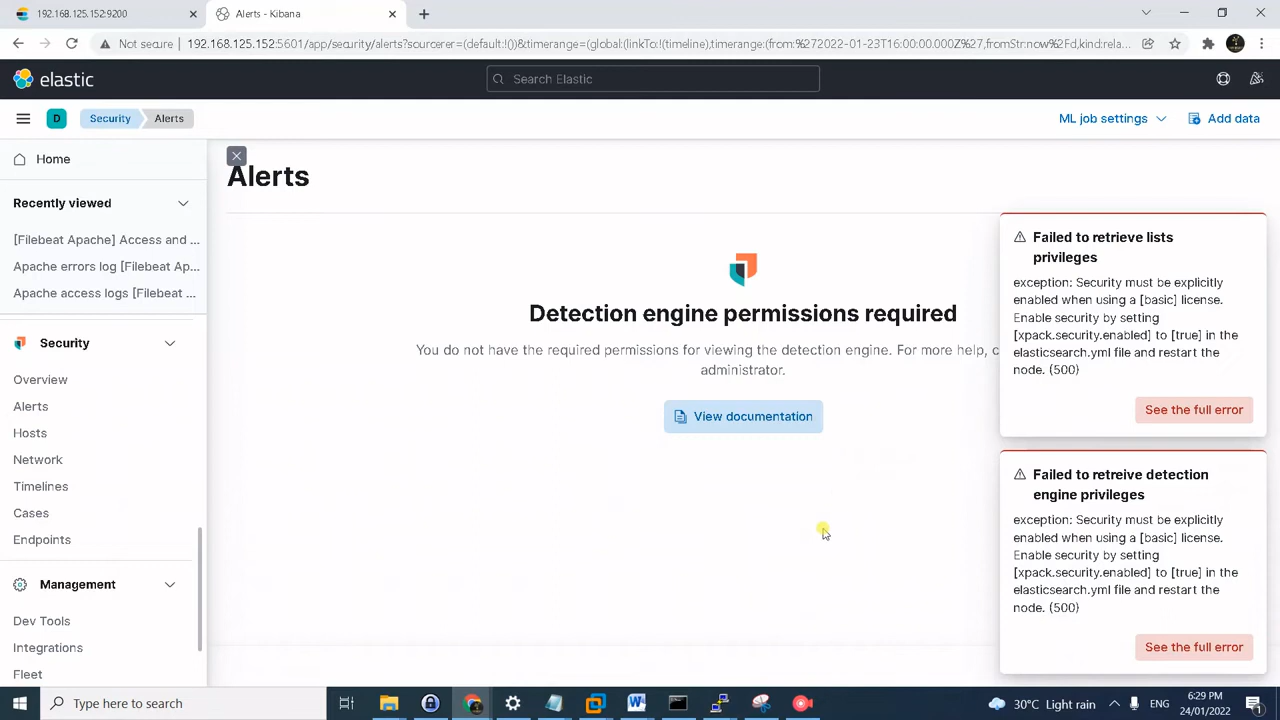 192.168.125.152:9200
Alerts - Kibana
Not secure
192.168.125.152:5601/app/security/alerts?sourcerer=(default:!())&timerange=(global:(linkTo:!(timeline),timerange:(from:%272022-01-23T16:00:00.000Z%27,fromStr:now%2Fd,kind:rela...
elastic
Search Elastic
D
Security
Alerts
ML job settings
Add data
Home
Recently viewed
[Filebeat Apache] Access and ...
Apache errors log [Filebeat Ap...
Apache access logs [Filebeat ...
Security
Overview
Alerts
Hosts
Network
Timelines
Cases
Endpoints
Management
Dev Tools
Integrations
Fleet
Alerts
Detection engine permissions required
You do not have the required permissions for viewing the detection engine. For more help, c
administrator.
View documentation
Failed to retrieve lists
privileges
exception: Security must be explicitly
enabled when using a [basic] license.
Enable security by setting
[xpack.security.enabled] to [true] in the
elasticsearch.yml file and restart the
node. (500)
See the full error
Failed to retreive detection
engine privileges
exception: Security must be explicitly
enabled when using a [basic] license.
Enable security by setting
[xpack.security.enabled] to [true] in the
elasticsearch.yml file and restart the
node. (500)
See the full error
Type here to search
30°C Light rain
ENG
6:29 PM
24/01/2022